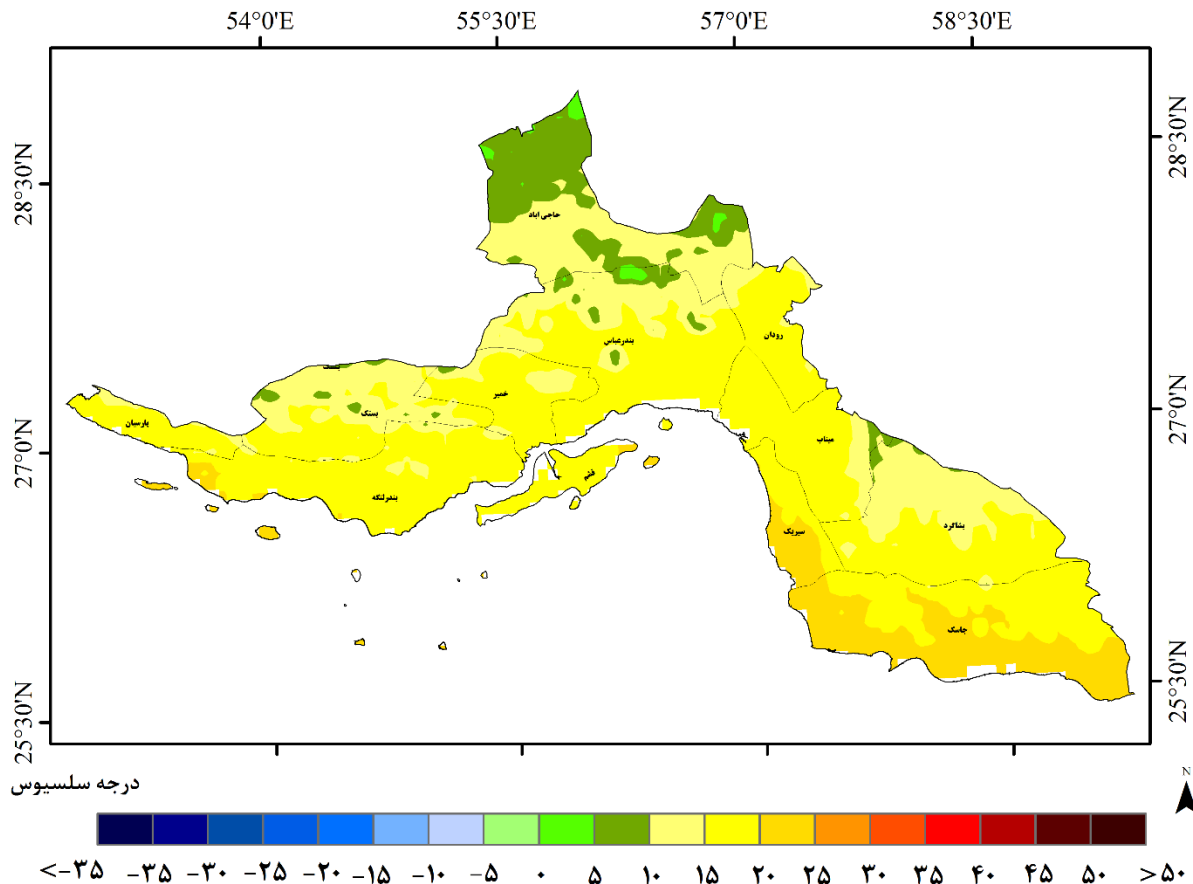 54°0'E 55°30'E 57°0'E 58°30'E
28°30'N
28°30'N
حاجی اباد
رودان
بندرعباس
خمیر
بستک
پارسیان
27°0'N
27°0'N
میناب
قشم
بندرلنگه
بشاگرد
سیریک
جاسک
25°30'N
25°30'N
درجه سلسیوس
N
<-۳۵ -۳۵ -۳۰ -۲۵ -۲۰ -۱۵ -۱۰ -۵ ۰ ۵ ۱۰ ۱۵ ۲۰ ۲۵ ۳۰ ۳۵ ۴۰ ۴۵ ۵۰ >۵۰